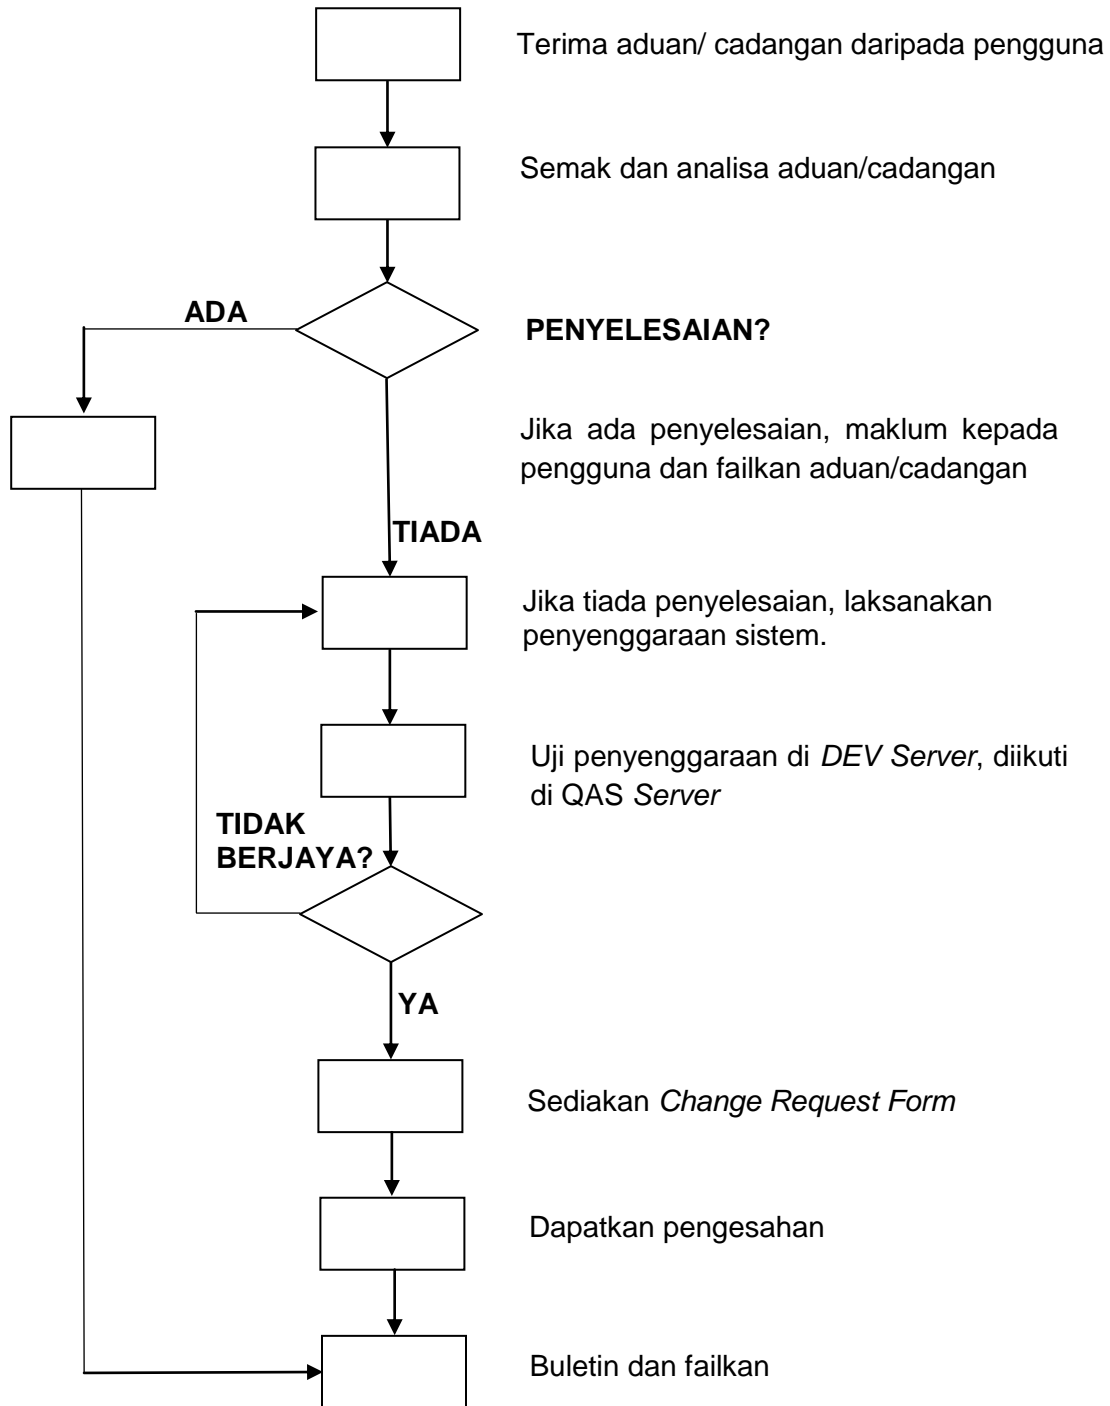 Terima aduan/ cadangan daripada pengguna
Semak dan analisa aduan/cadangan
ADA
PENYELESAIAN?
Jika ada penyelesaian, maklum kepada
pengguna dan failkan aduan/cadangan
TIADA
Jika tiada penyelesaian, laksanakan
penyenggaraan sistem.
Uji penyenggaraan di DEV Server, diikuti
di QAS Server
TIDAK
BERJAYA?
YA
Sediakan Change Request Form
Dapatkan pengesahan
Buletin dan failkan